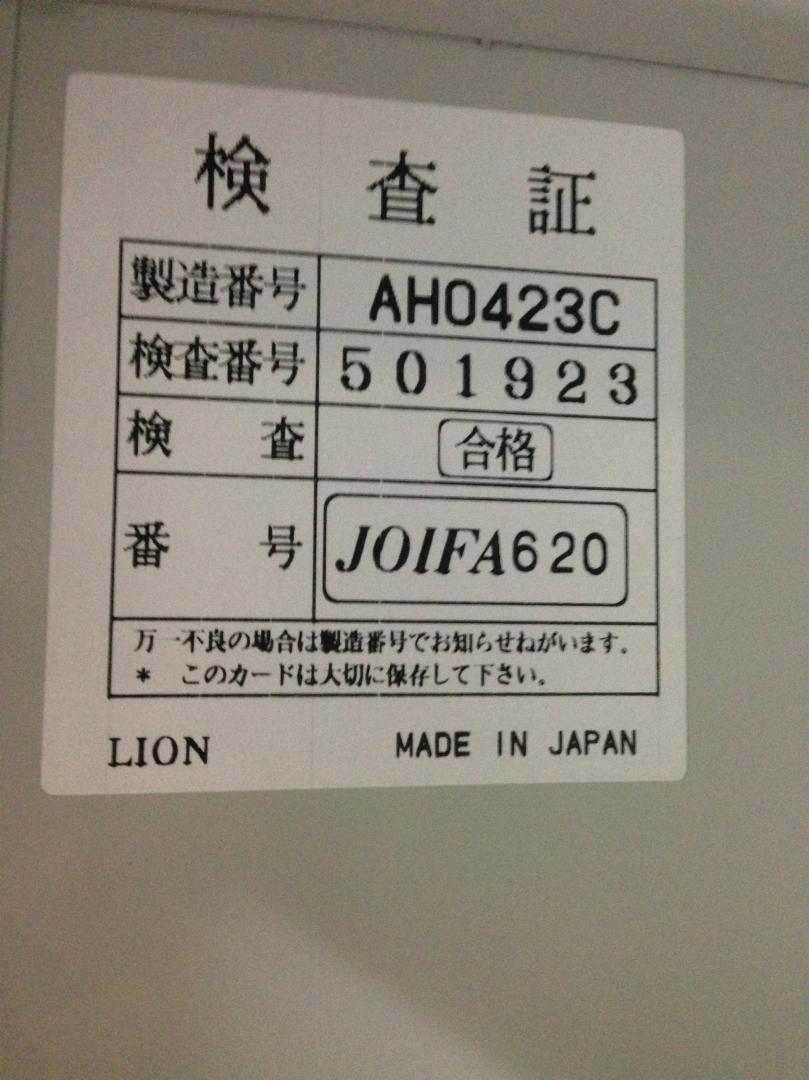 検 査 証
製造番号 AH0423C
検査番号 501923
検 査 合格
番 号 JOIFA620
万一不良の場合は製造番号でお知らせねがいます。
* このカードは大切に保存して下さい。
LION MADE IN JAPAN